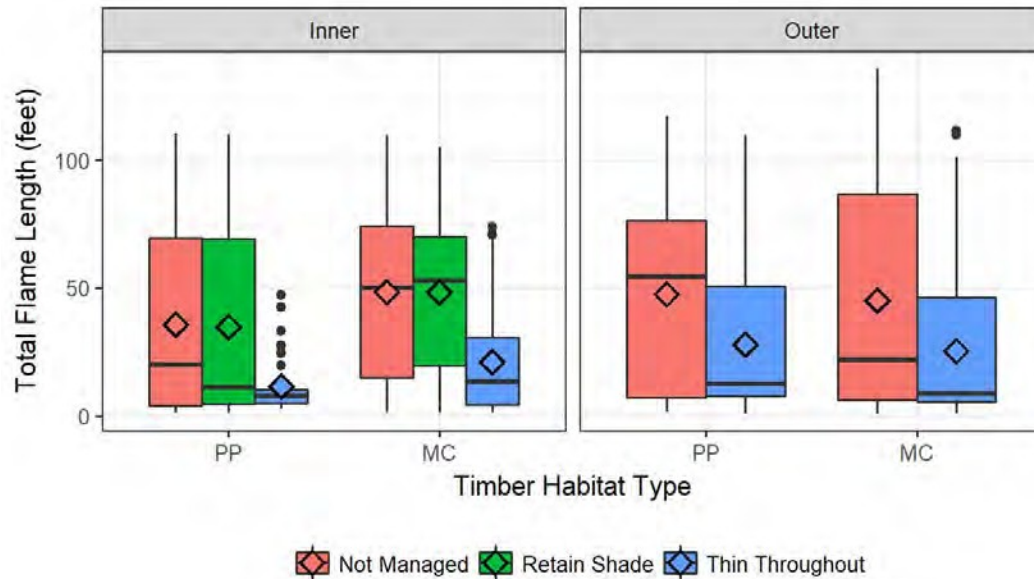 Inner
Outer
Total Flame Length (feet)
100
50
0
PP
MC
PP
MC
Timber Habitat Type
Not Managed
Retain Shade
Thin Throughout